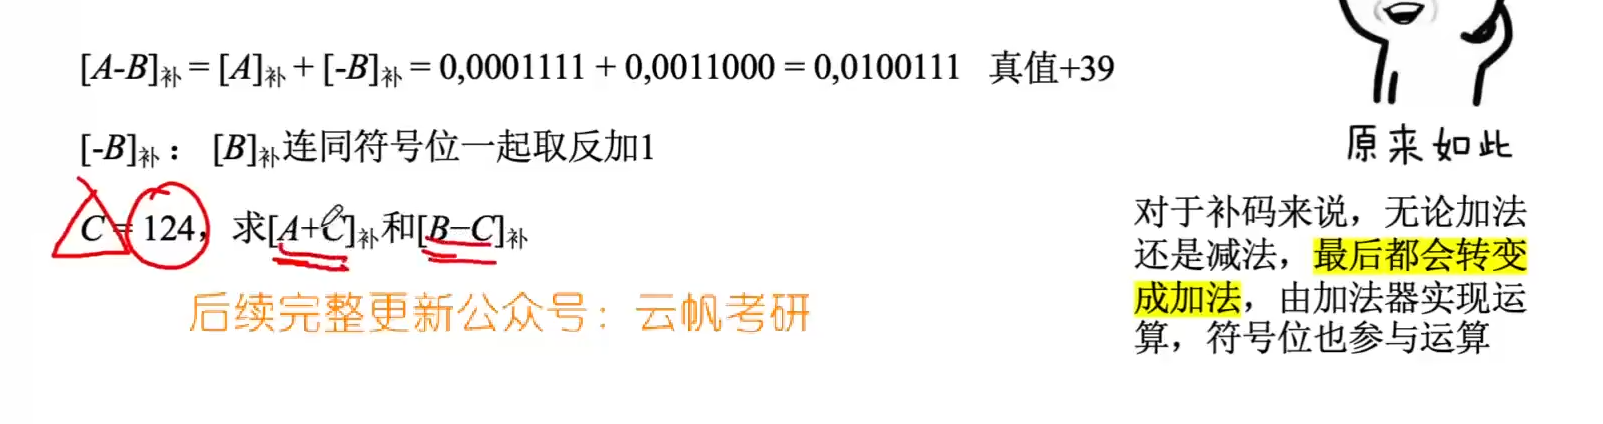 [A-B]补 = [A]补 + [-B]补 = 0,0001111 + 0,0011000 = 0,0100111 真值+39
[-B]补： [B]补连同符号位一起取反加1
C = 124，求[A+C]补和[B−C]补
后续完整更新公众号：云帆考研
原来如此
对于补码来说，无论加法
还是减法，最后都会转变
成加法，由加法器实现运
算，符号位也参与运算